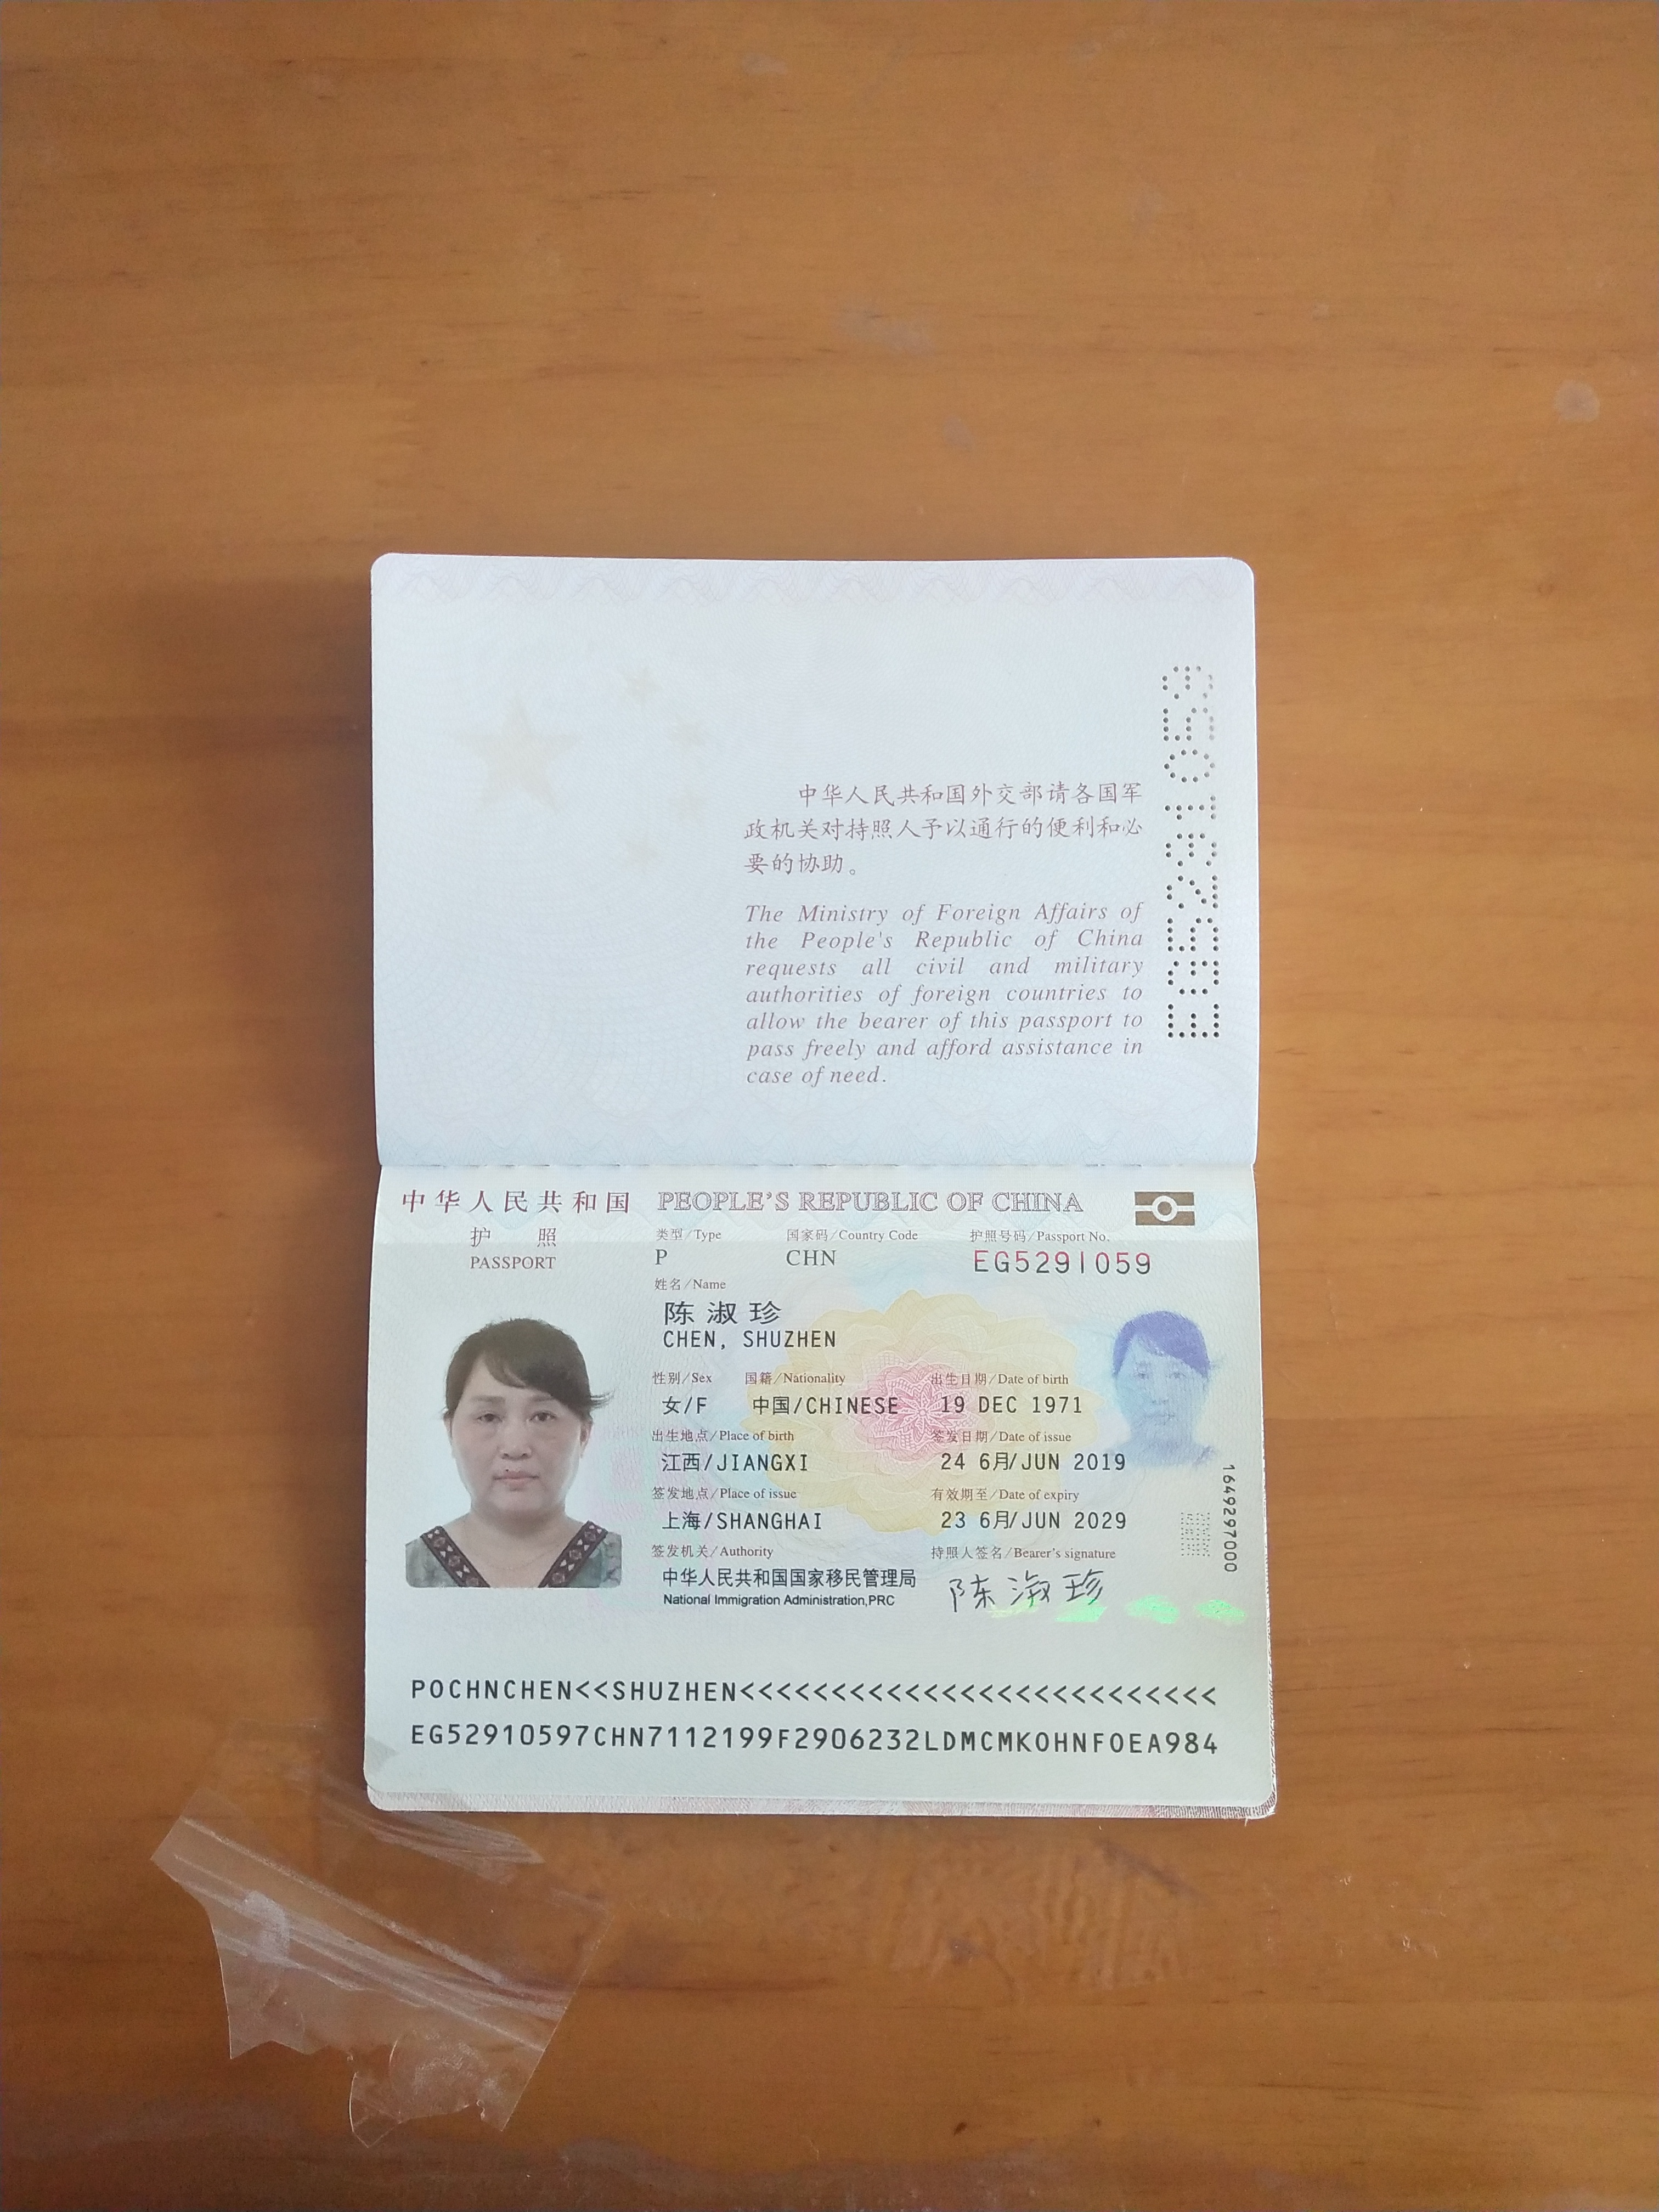 中华人民共和国外交部请各国军
政机关对持照人予以通行的便利和必
要的协助。
The Ministry of Foreign Affairs of
the People's Republic of China
requests all civil and military
authorities of foreign countries to
allow the bearer of this passport to
pass freely and afford assistance in
case of need.
EG5291059
中华人民共和国 PEOPLE'S REPUBLIC OF CHINA
护 照 类型/Type 国家码/Country Code 护照号码/Passport No.
PASSPORT P CHN EG5291059
姓名/Name
陈淑珍
CHEN, SHUZHEN
性别/Sex 国籍/Nationality 出生日期/Date of birth
女/F 中国/CHINESE 19 DEC 1971
出生地点/Place of birth 签发日期/Date of issue
江西/JIANGXI 24 6月/JUN 2019
签发地点/Place of issue 有效期至/Date of expiry
上海/SHANGHAI 23 6月/JUN 2029
签发机关/Authority 持照人签名/Bearer's signature
中华人民共和国国家移民管理局 陈淑珍
National Immigration Administration,PRC
1649297000
POCHNCHEN<<SHUZHEN<<<<<<<<<<<<<<<<<<<<<<<<<<
EG52910597CHN7112199F2906232LDMCMKOHNFOEA984